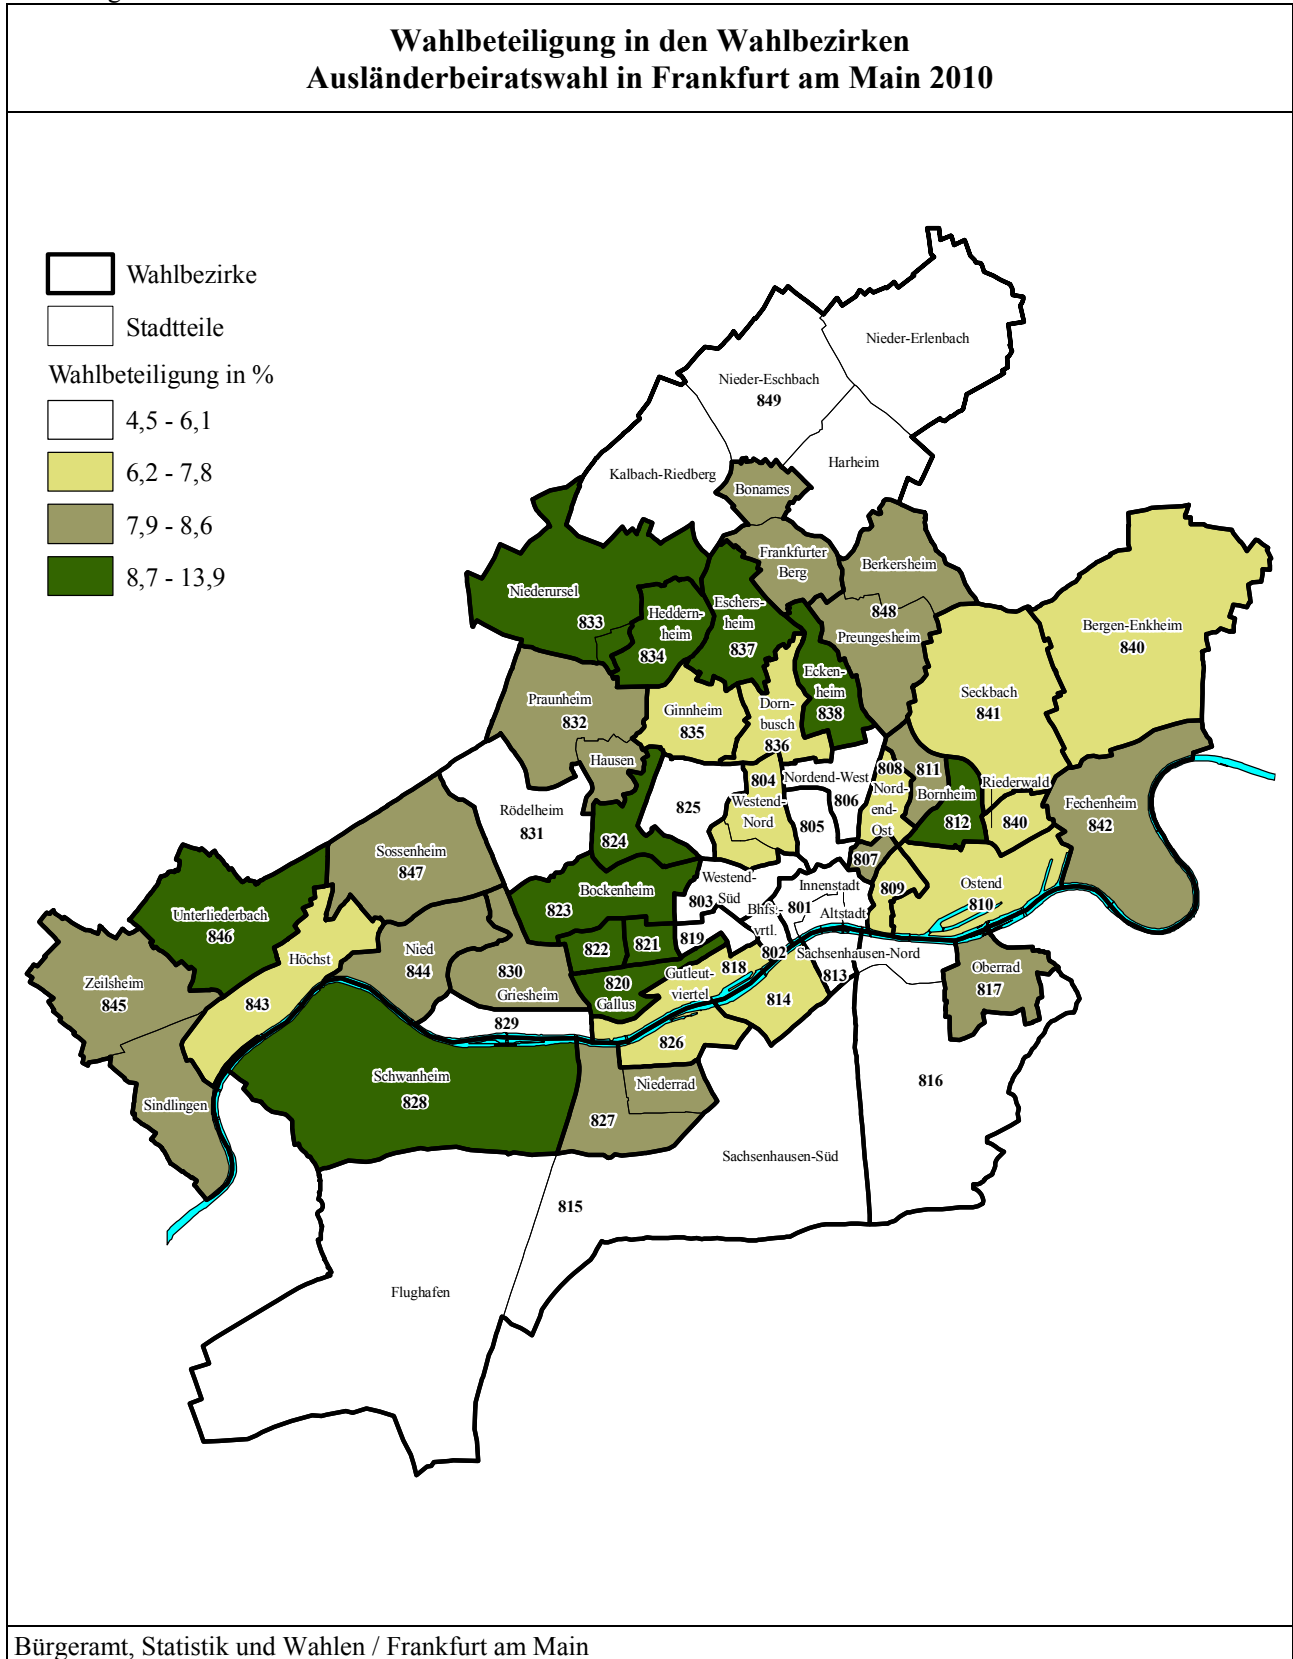 Wahlbeteiligung in den Wahlbezirken
Ausländerbeiratswahl in Frankfurt am Main 2010
Wahlbezirke
Stadtteile
Wahlbeteiligung in %
4,5 - 6,1
6,2 - 7,8
7,9 - 8,6
8,7 - 13,9
Nieder-Erlenbach
Nieder-Eschbach
849
Harheim
Kalbach-Riedberg
Bonames
Frankfurter
Berg
Berkersheim
848
Preungesheim
Niederursel
833
Heddern-
heim
834
Eschers-
heim
837
Ecken-
heim
838
Bergen-Enkheim
840
Seckbach
841
Praunheim
832
Hausen
Ginnheim
835
Dorn-
busch
836
Rödelheim
831
825
804
Westend-
Nord
Nordend-West
806
805
808
Nord-
end-
Ost
811
Bornheim
812
Riederwald
840
Fechenheim
842
824
807
809
Ostend
810
Sossenheim
847
Unterliederbach
846
Höchst
843
Nied
844
Zeilsheim
845
Sindlingen
Bockenheim
823
822
821
Westend-
Süd
803
819
Bhfs.-
vrtl.
802
Innenstadt
801
Altstadt
Sachsenhausen-Nord
813
830
Griesheim
820
Gallus
Gutleut-
viertel
818
814
829
826
Oberrad
817
816
Schwanheim
828
Niederrad
827
Sachsenhausen-Süd
815
Flughafen
Bürgeramt, Statistik und Wahlen / Frankfurt am Main